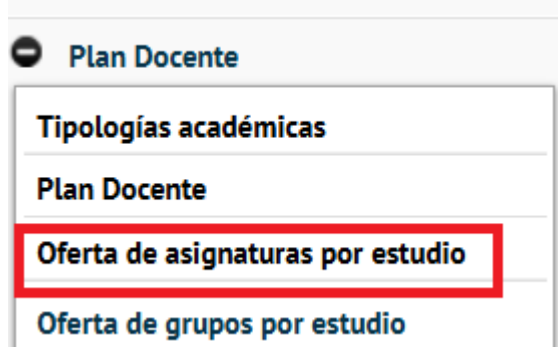 Plan Docente
Tipologías académicas
Plan Docente
Oferta de asignaturas por estudio
Oferta de grupos por estudio